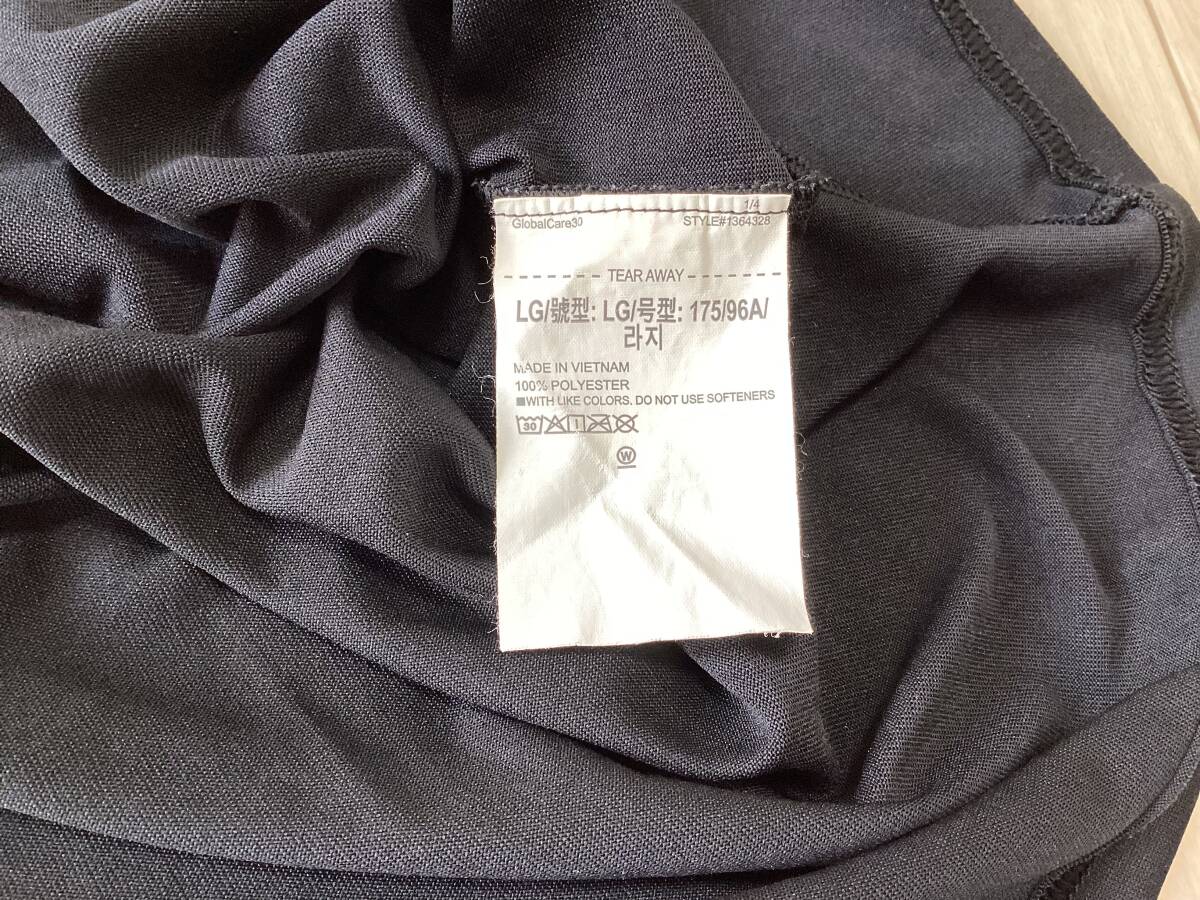 1/4
GlobalCare30 STYLE#1364328
TEAR AWAY
LG/號型: LG/号型: 175/96A/
라지
MADE IN VIETNAM
100% POLYESTER
■WITH LIKE COLORS. DO NOT USE SOFTENERS
30
W